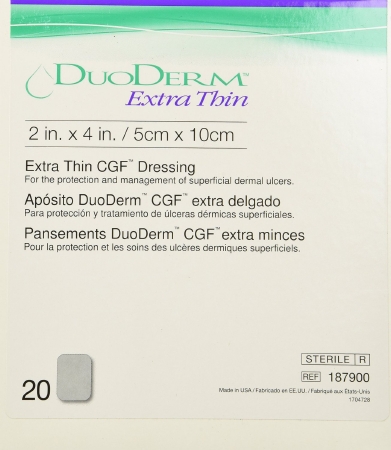 DuoDerm™
Extra Thin
2 in. x 4 in. / 5cm x 10cm
Extra Thin CGF™ Dressing
For the protection and management of superficial dermal ulcers.
Apósito DuoDerm™ CGF™ extra delgado
Para protección y tratamiento de úlceras dérmicas superficiales.
Pansements DuoDerm™ CGF™ extra minces
Pour la protection et les soins des ulcères dermiques superficiels.
STERILE R
REF 187900
Made in USA / Fabricado en EE.UU. / Fabriqué aux États-Unis
1704728
20